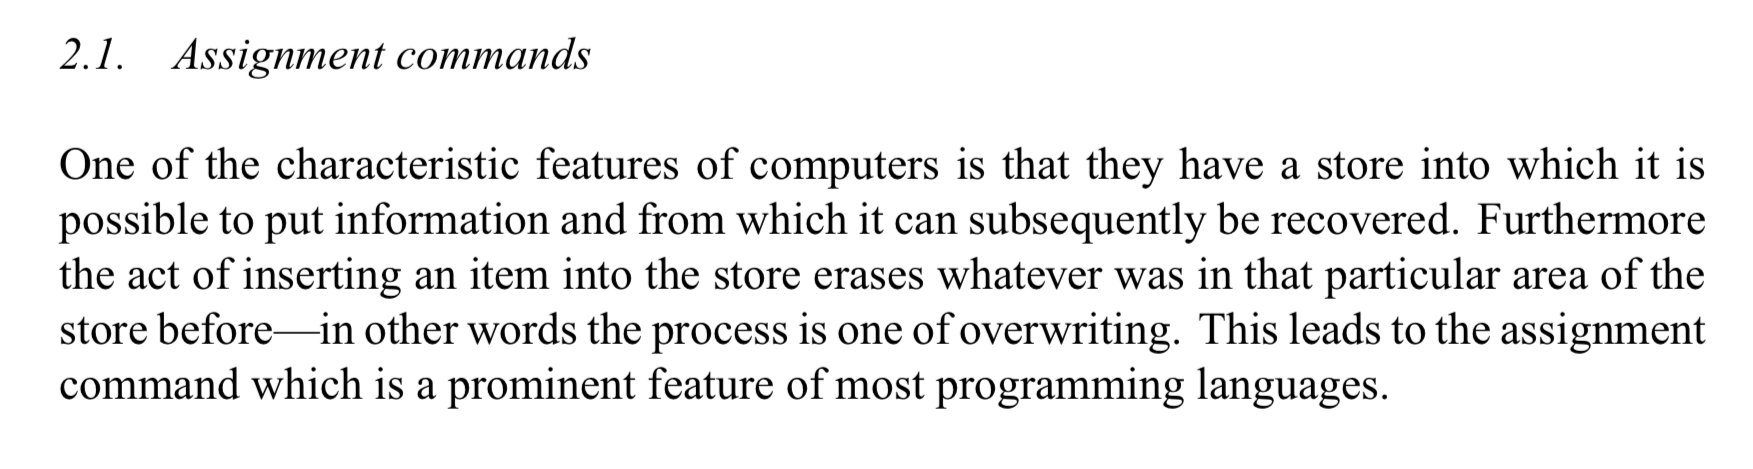 2.1. Assignment commands
One of the characteristic features of computers is that they have a store into which it is
possible to put information and from which it can subsequently be recovered. Furthermore
the act of inserting an item into the store erases whatever was in that particular area of the
store before—in other words the process is one of overwriting. This leads to the assignment
command which is a prominent feature of most programming languages.